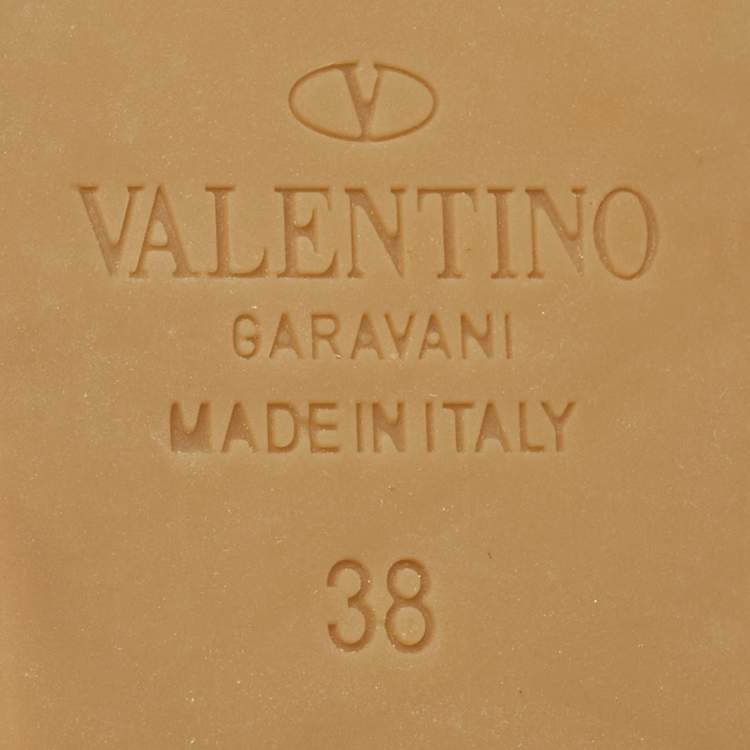 V
VALENTINO
GARAVANI
MADE IN ITALY
38